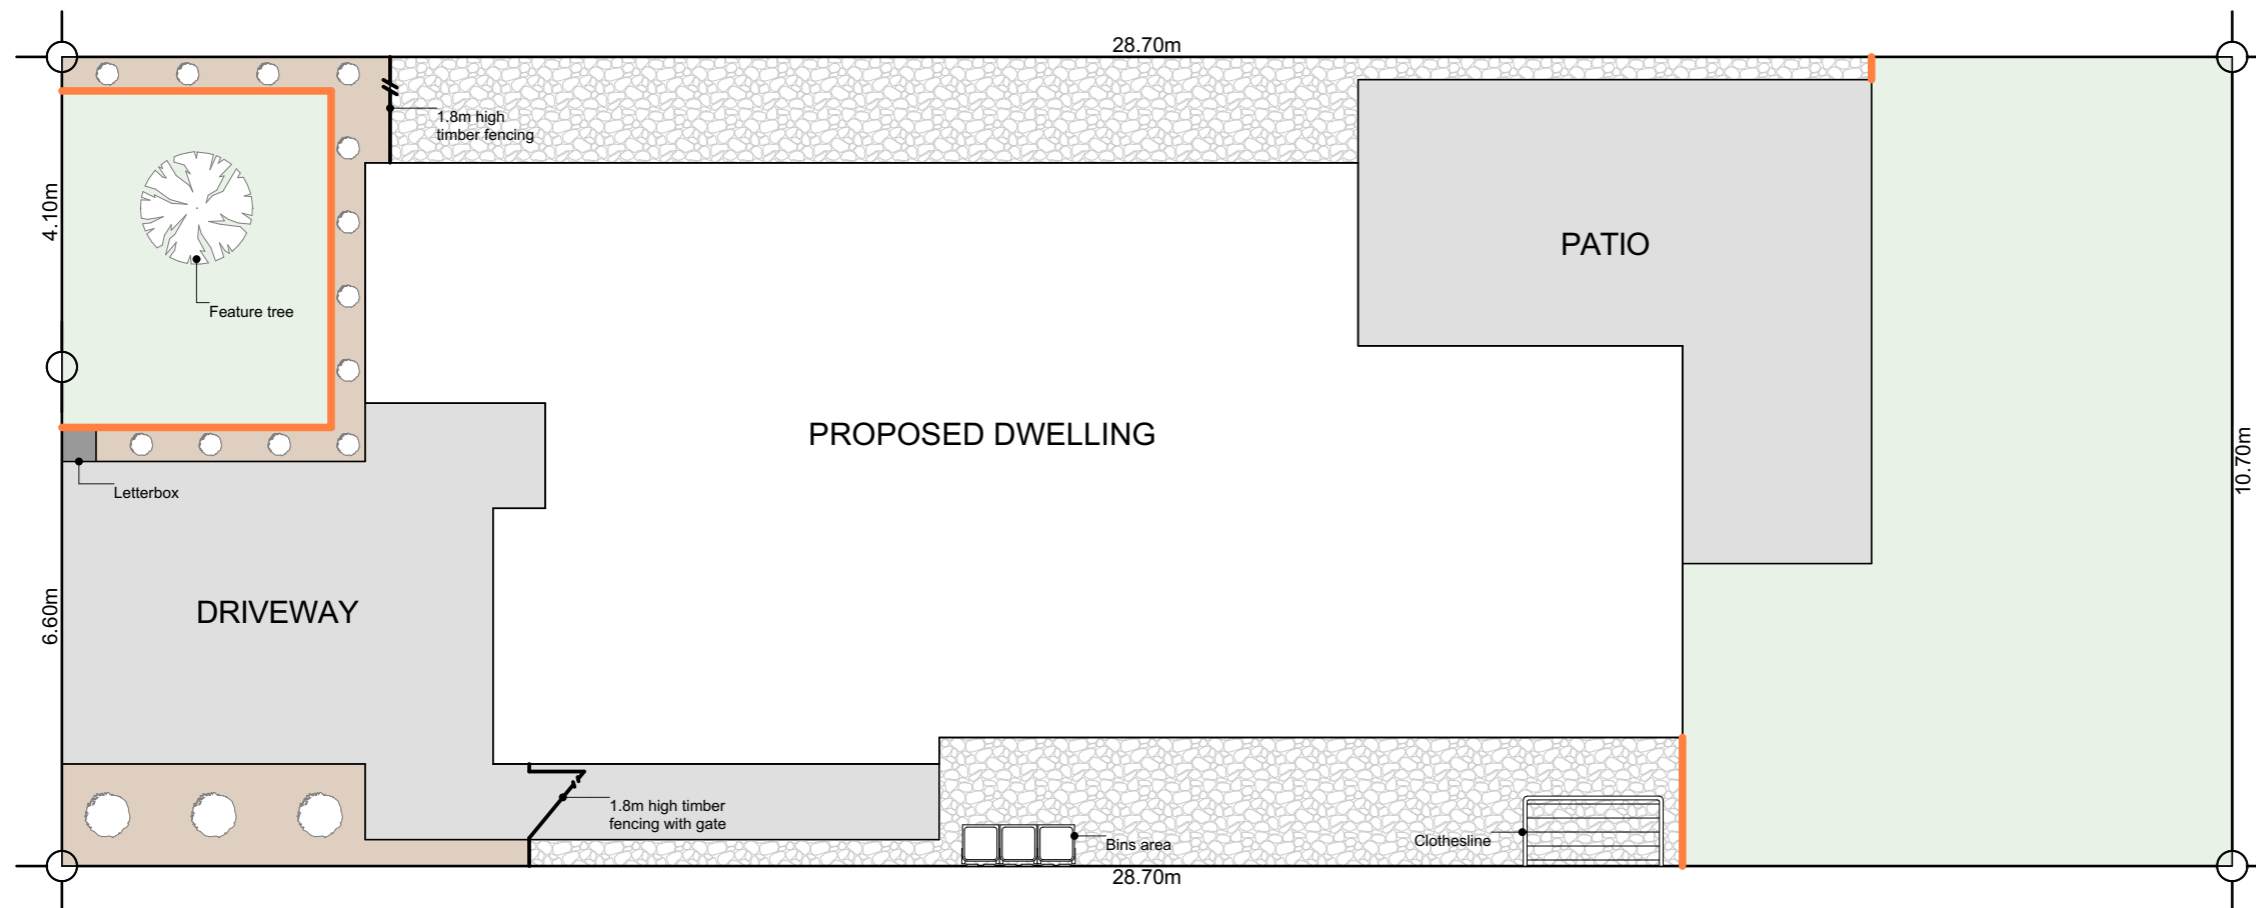 28.70m
1.8m high
timber fencing
4.10m
PATIO
Feature tree
PROPOSED DWELLING
10.70m
Letterbox
DRIVEWAY
6.60m
1.8m high timber
fencing with gate
Bins area
Clothesline
28.70m